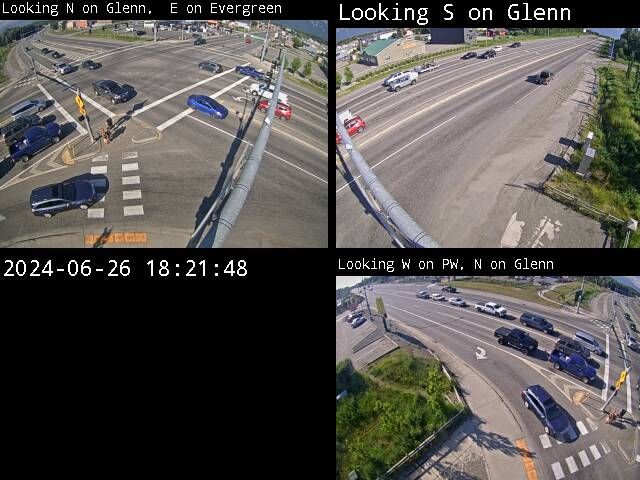 Looking N on Glenn,  E on Evergreen
Looking S on Glenn
2024-06-26 18:21:48
Looking W on PW, N on Glenn